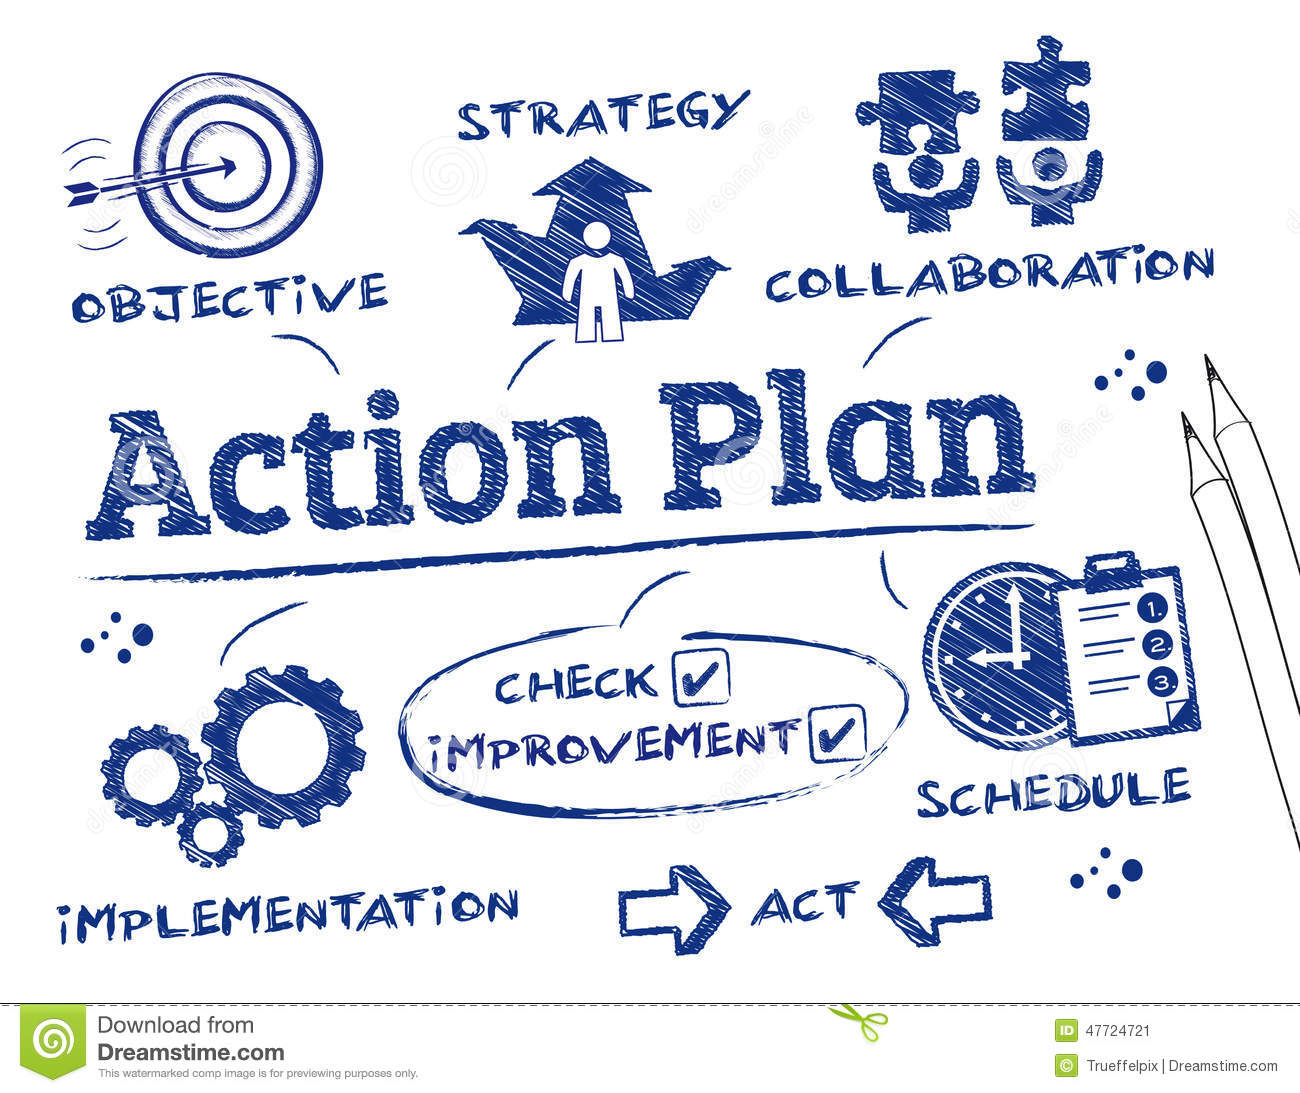 STRATEGY
OBJECTIVE
COLLABORATION
Action Plan
CHECK
IMPROVEMENT
1.
2.
3.
SCHEDULE
IMPLEMENTATION
ACT
Download from
Dreamstime.com
This watermarked comp image is for previewing purposes only.
ID 47724721
© Trueffelpix | Dreamstime.com